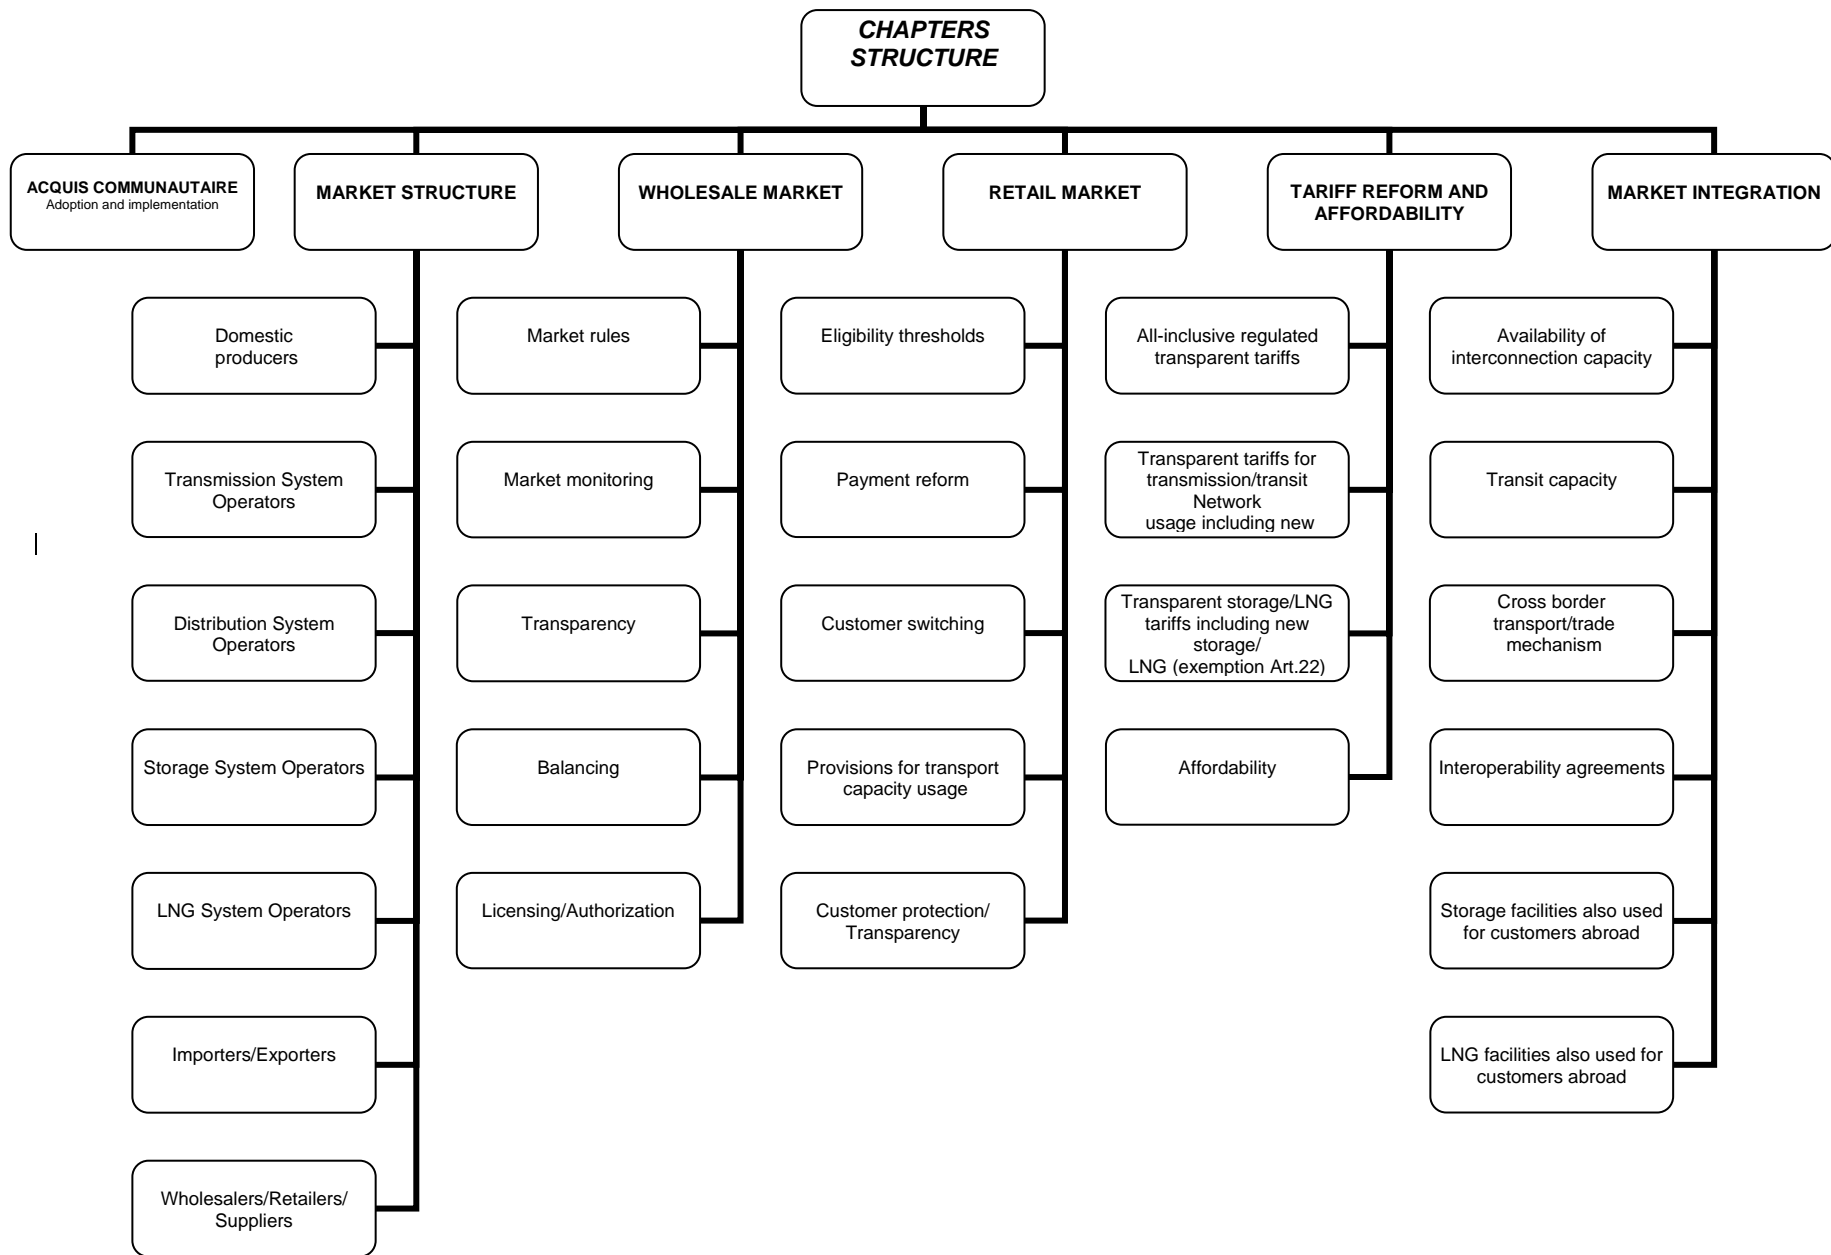 CHAPTERS
STRUCTURE
ACQUIS COMMUNAUTAIRE
Adoption and implementation
MARKET STRUCTURE
WHOLESALE MARKET
RETAIL MARKET
TARIFF REFORM AND
AFFORDABILITY
MARKET INTEGRATION
Domestic
producers
Transmission System
Operators
Distribution System
Operators
Storage System Operators
LNG System Operators
Importers/Exporters
Wholesalers/Retailers/
Suppliers
Market rules
Market monitoring
Transparency
Balancing
Licensing/Authorization
Eligibility thresholds
Payment reform
Customer switching
Provisions for transport
capacity usage
Customer protection/
Transparency
All-inclusive regulated
transparent tariffs
Transparent tariffs for
transmission/transit
Network
usage including new
Transparent storage/LNG
tariffs including new
storage/
LNG (exemption Art.22)
Affordability
Availability of
interconnection capacity
Transit capacity
Cross border
transport/trade
mechanism
Interoperability agreements
Storage facilities also used
for customers abroad
LNG facilities also used for
customers abroad